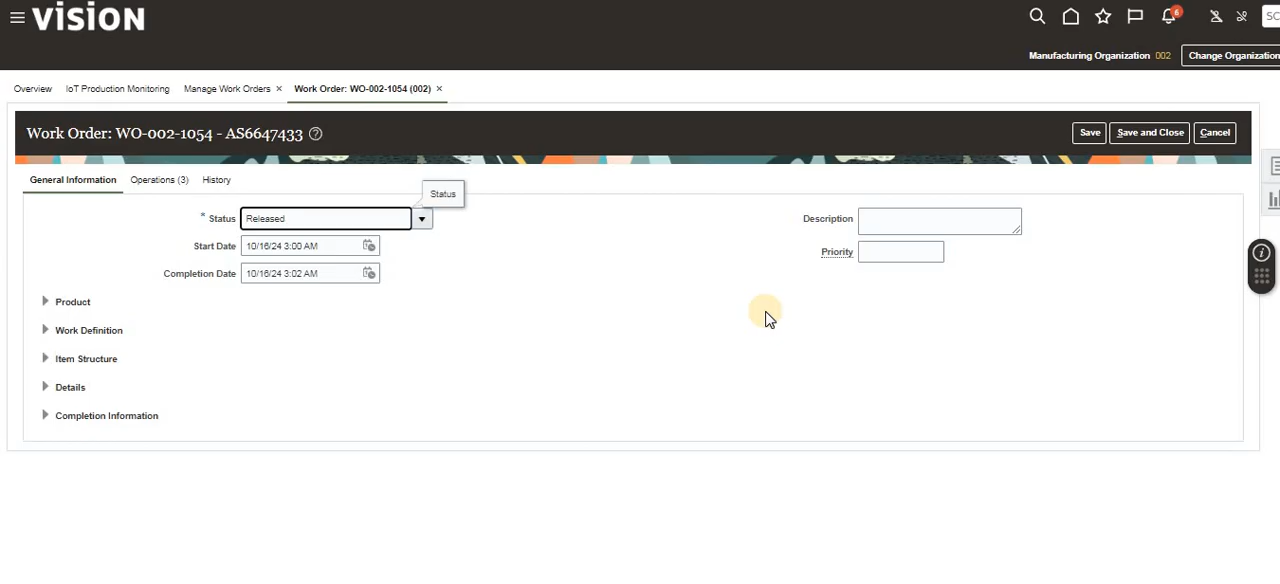 vision
6
SC
Manufacturing Organization 002 Change Organization
Overview IoT Production Monitoring Manage Work Orders × Work Order: WO-002-1054 (002) ×
Work Order: WO-002-1054 - AS6647433 ?
Save Save and Close Cancel
General Information Operations (3) History
Status
* Status Released Description
Start Date 10/16/24 3:00 AM Priority
Completion Date 10/16/24 3:02 AM
Product
Work Definition
Item Structure
Details
Completion Information